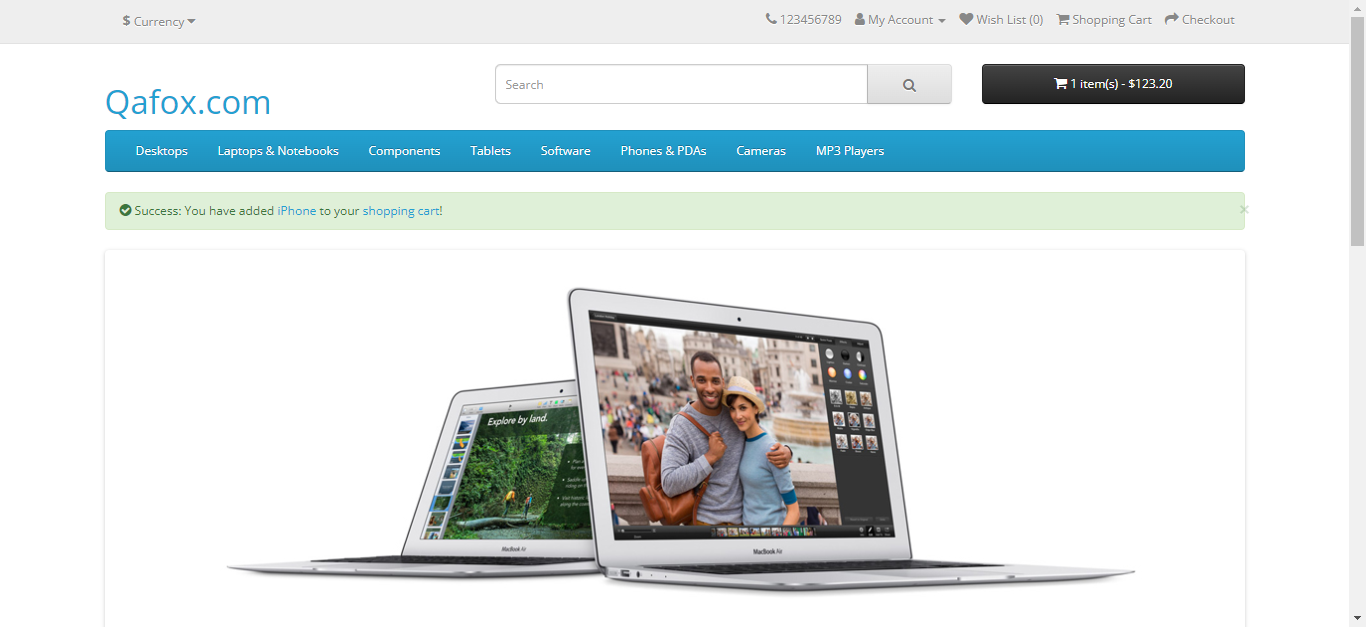 $ Currency
123456789 My Account Wish List (0) Shopping Cart Checkout
Qafox.com
Search
1 item(s) - $123.20
Desktops Laptops & Notebooks Components Tablets Software Phones & PDAs Cameras MP3 Players
Success: You have added iPhone to your shopping cart!
×
Explore by land.
MacBook Air
MacBook Air